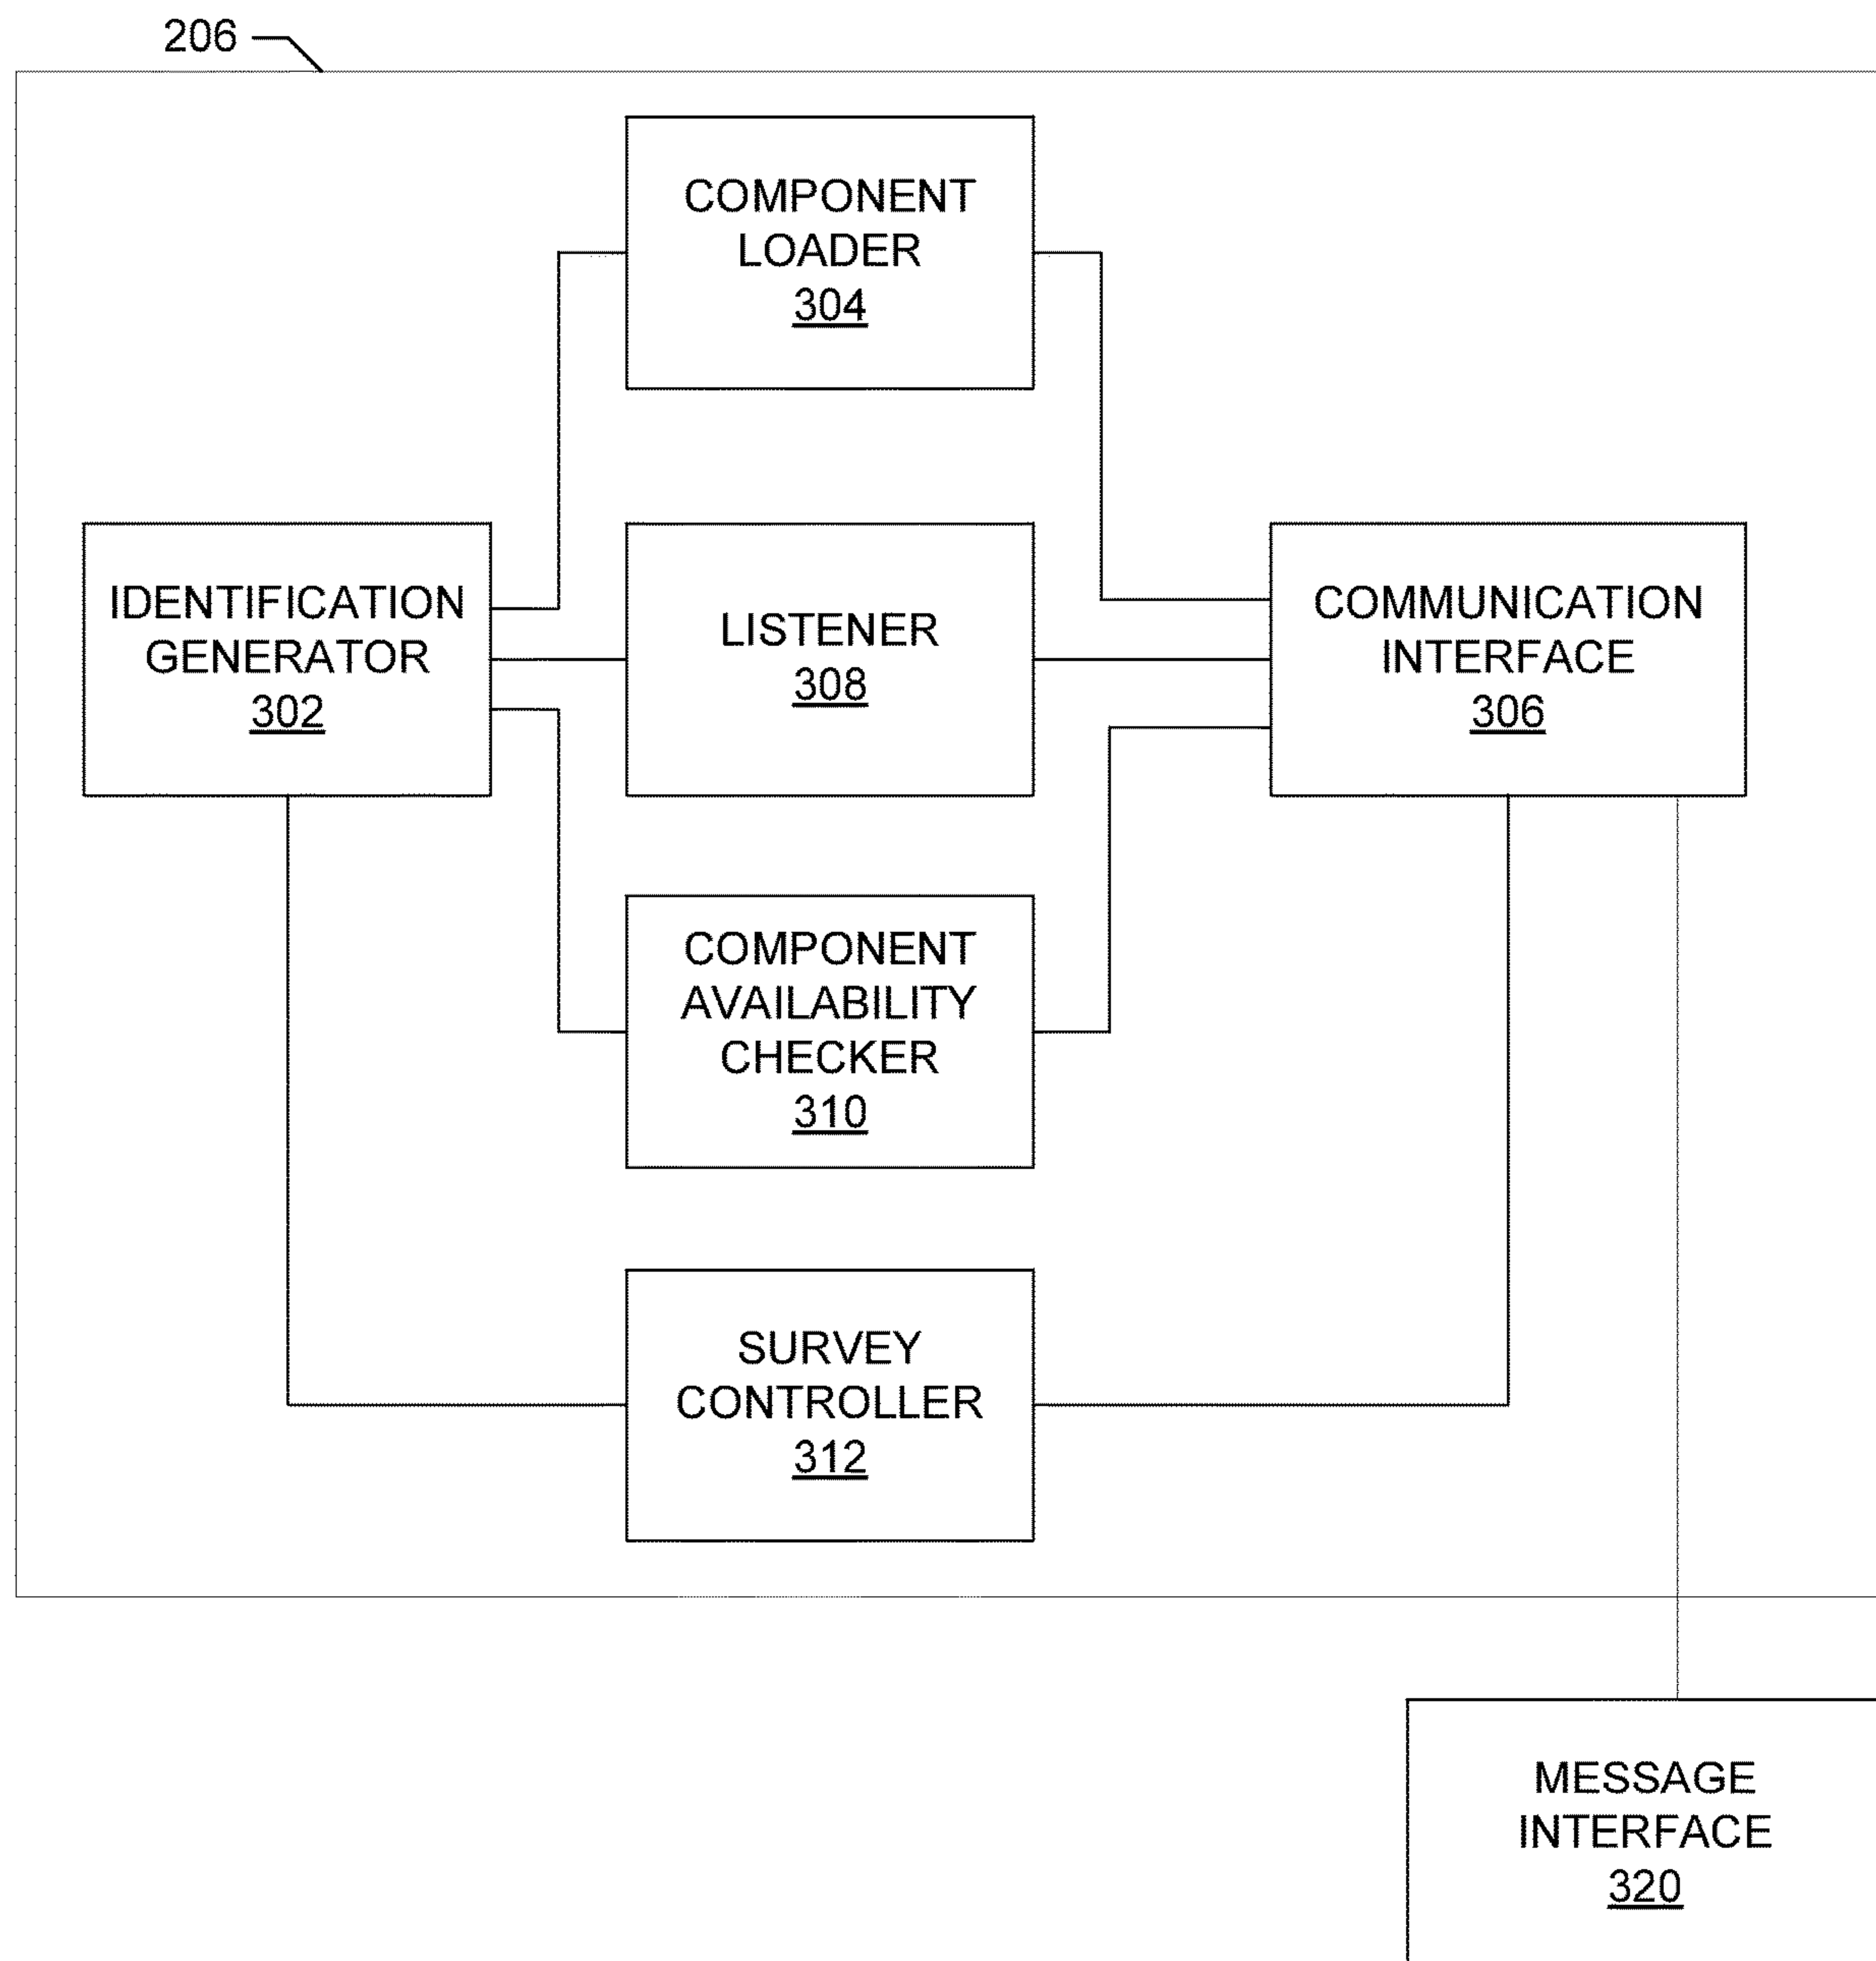 206
COMPONENT
LOADER
304
IDENTIFICATION
GENERATOR
302
LISTENER
308
COMMUNICATION
INTERFACE
306
COMPONENT
AVAILABILITY
CHECKER
310
SURVEY
CONTROLLER
312
MESSAGE
INTERFACE
320